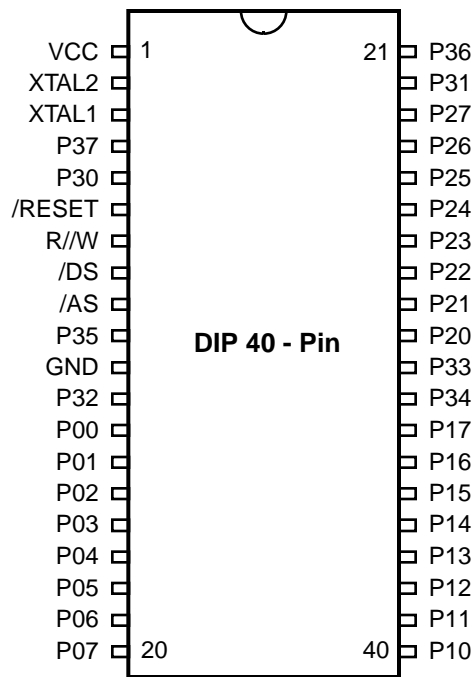 VCC 1 21 P36
XTAL2 P31
XTAL1 P27
P37 P26
P30 P25
/RESET P24
R//W P23
/DS P22
/AS P21
P35 DIP 40 - Pin P20
GND P33
P32 P34
P00 P17
P01 P16
P02 P15
P03 P14
P04 P13
P05 P12
P06 P11
P07 20 40 P10